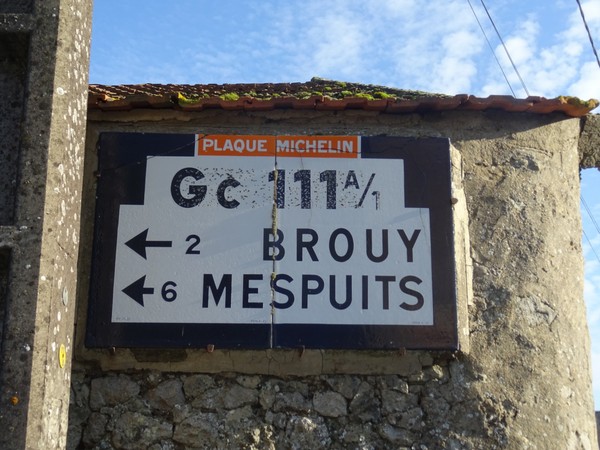 PLAQUE MICHELIN
Gc 111A/1
← 2 BROUY
← 6 MESPUITS